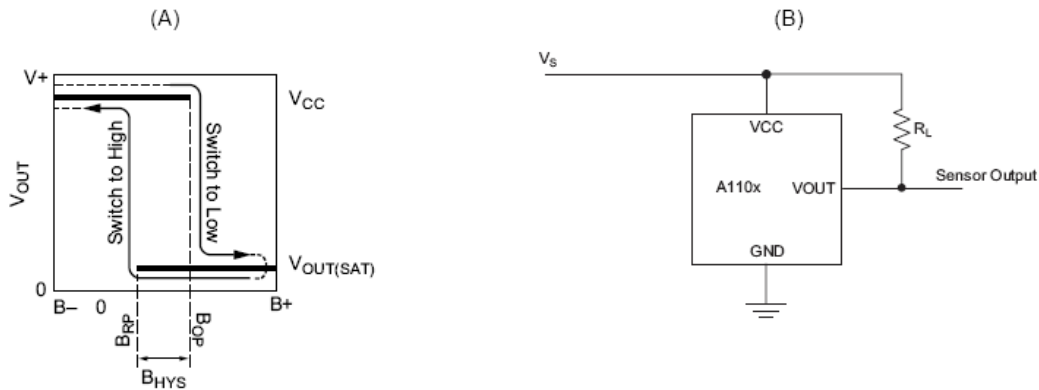 (A)
V+
VCC
Switch to High
Switch to Low
VOUT
VOUT(SAT)
0
B– 0 B+
BRP
BOP
BHYS
(B)
VS
VCC
RL
A110x VOUT
Sensor Output
GND